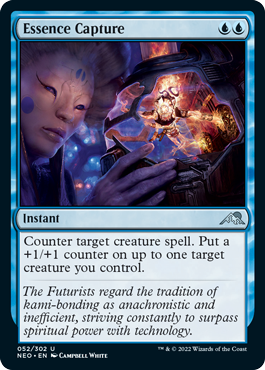 Essence Capture
Instant
Counter target creature spell. Put a
+1/+1 counter on up to one target
creature you control.
The Futurists regard the tradition of
kami-bonding as anachronistic and
inefficient, striving constantly to surpass
spiritual power with technology.
052/302 U
NEO • EN CAMPBELL WHITE
™ & © 2022 Wizards of the Coast